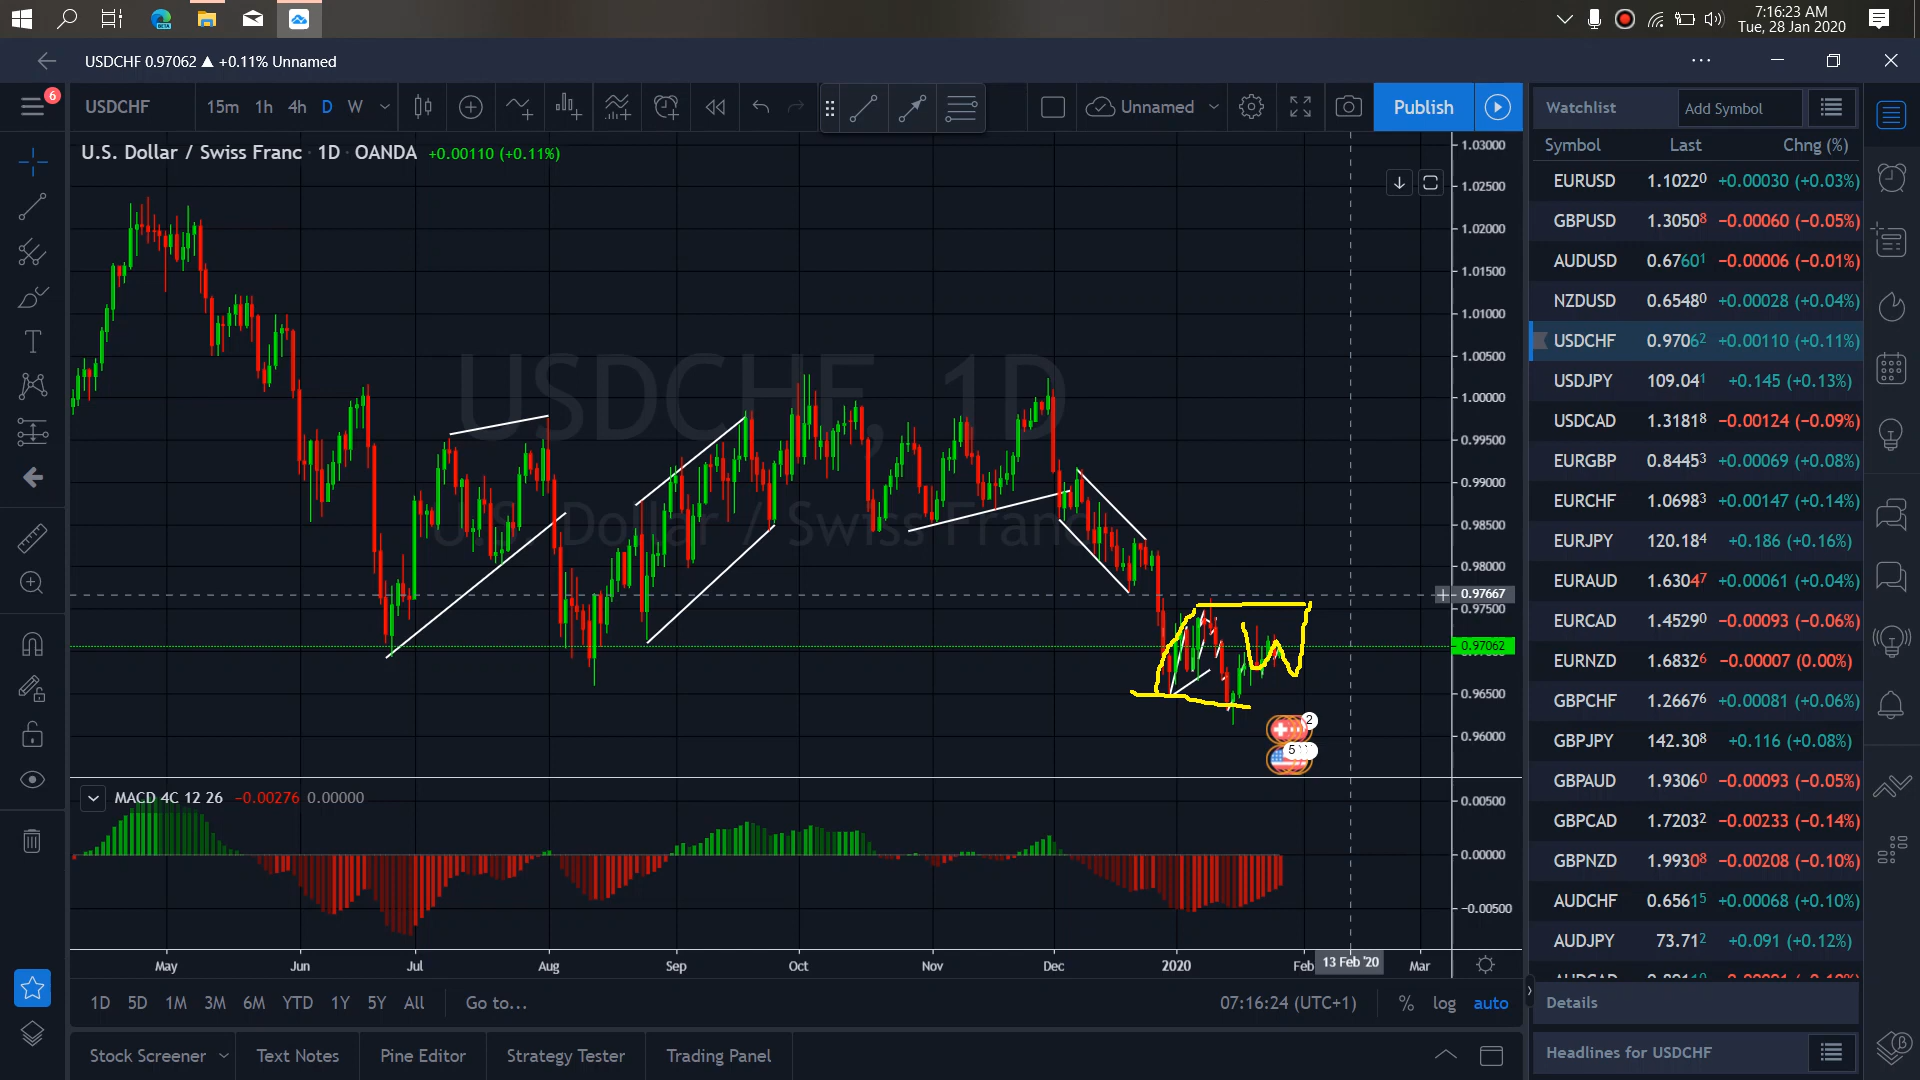 7:16:23 AM
Tue, 28 Jan 2020
USDCHF 0.97062 ▲ +0.11% Unnamed
6
USDCHF 15m 1h 4h D W Unnamed Publish
Watchlist Add Symbol
U.S. Dollar / Swiss Franc · 1D · OANDA +0.00110 (+0.11%)
Symbol Last Chng (%)
EURUSD 1.10220 +0.00030 (+0.03%)
GBPUSD 1.30508 −0.00060 (−0.05%)
AUDUSD 0.67601 −0.00006 (−0.01%)
NZDUSD 0.65480 +0.00028 (+0.04%)
USDCHF 0.97062 +0.00110 (+0.11%)
USDJPY 109.041 +0.145 (+0.13%)
USDCAD 1.31818 −0.00124 (−0.09%)
EURGBP 0.84453 +0.00069 (+0.08%)
EURCHF 1.06983 +0.00147 (+0.14%)
EURJPY 120.184 +0.186 (+0.16%)
EURAUD 1.63047 +0.00061 (+0.04%)
EURCAD 1.45290 −0.00093 (−0.06%)
EURNZD 1.68326 −0.00007 (0.00%)
GBPCHF 1.26676 +0.00081 (+0.06%)
GBPJPY 142.308 +0.116 (+0.08%)
GBPAUD 1.93060 −0.00093 (−0.05%)
GBPCAD 1.72032 −0.00233 (−0.14%)
GBPNZD 1.99308 −0.00208 (−0.10%)
AUDCHF 0.65615 +0.00068 (+0.10%)
AUDJPY 73.712 +0.091 (+0.12%)
Details
Headlines for USDCHF
1.03000
1.02500
1.02000
1.01500
1.01000
1.00500
1.00000
0.99500
0.99000
0.98500
0.98000
0.97667
0.97500
0.97062
0.96500
0.96000
USDCHF, 1D
U.S. Dollar / Swiss Franc
2
5
MACD 4C 12 26 −0.00276 0.00000
0.00500
0.00000
−0.00500
May Jun Jul Aug Sep Oct Nov Dec 2020 Feb 13 Feb '20 Mar
1D 5D 1M 3M 6M YTD 1Y 5Y All Go to... 07:16:24 (UTC+1) % log auto
Stock Screener Text Notes Pine Editor Strategy Tester Trading Panel